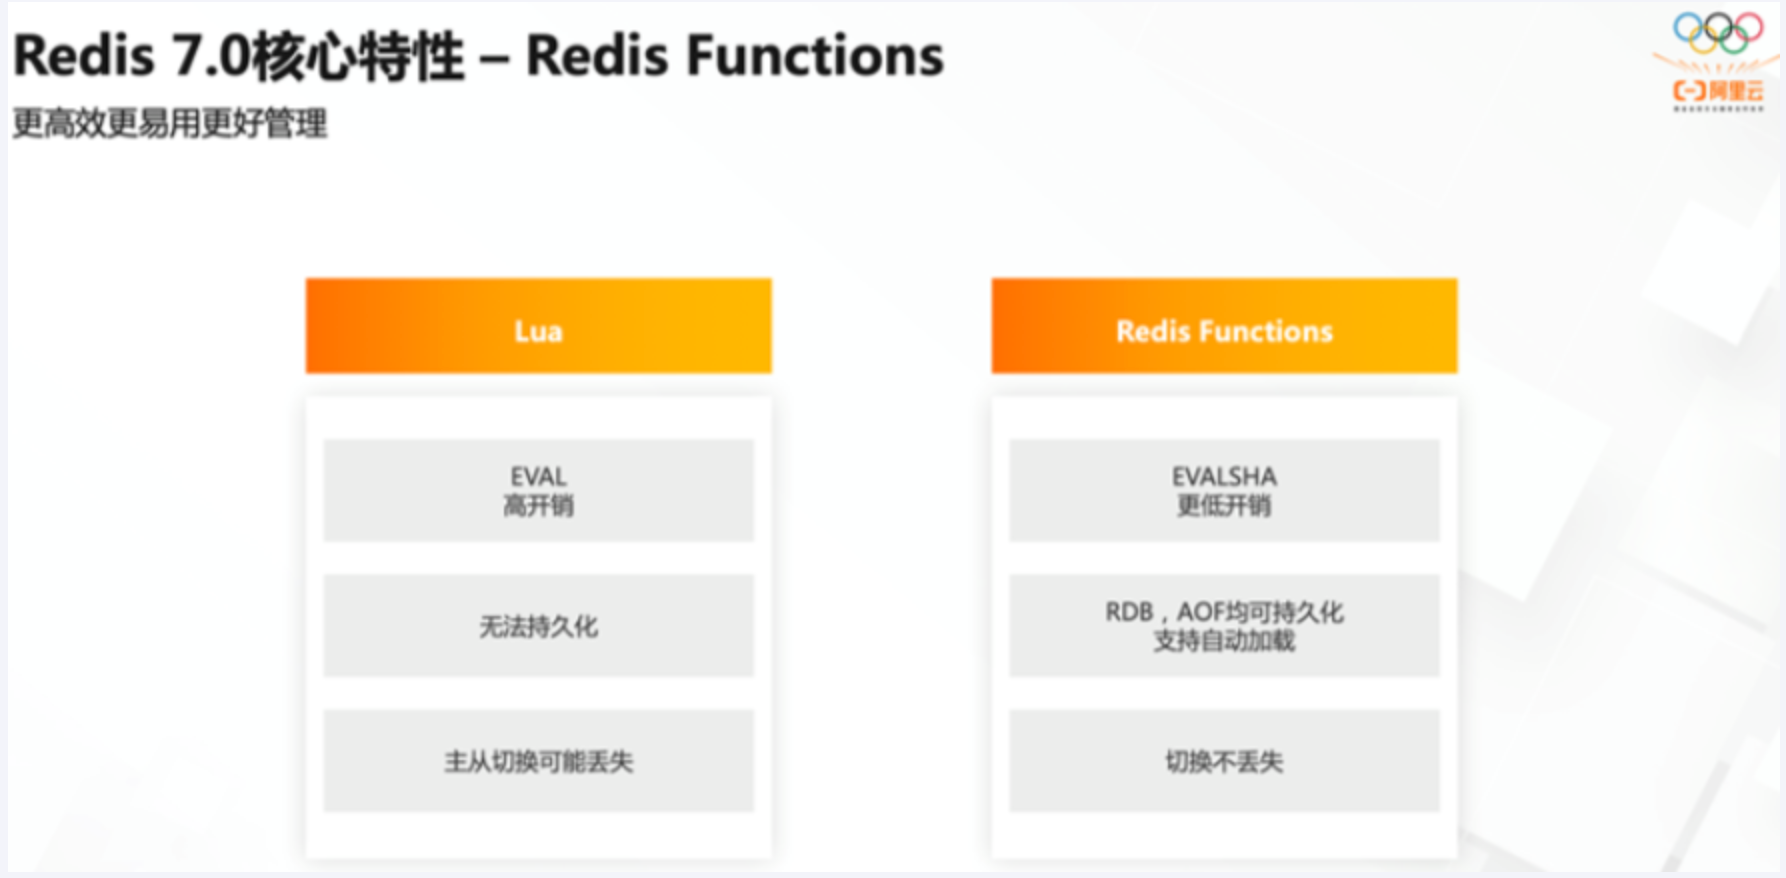 Redis 7.0核心特性 – Redis Functions
更高效更易用更好管理
阿里云
Lua
EVAL
高开销
无法持久化
主从切换可能丢失
Redis Functions
EVALSHA
更低开销
RDB，AOF均可持久化
支持自动加载
切换不丢失